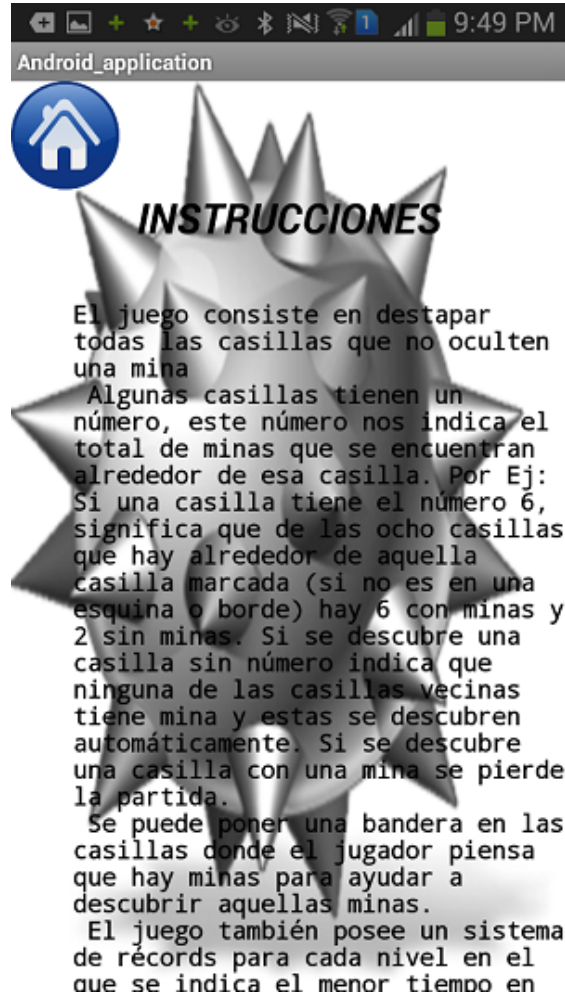 9:49 PM
Android_application
INSTRUCCIONES
El juego consiste en destapar
todas las casillas que no oculten
una mina
Algunas casillas tienen un
número, este número nos indica el
total de minas que se encuentran
alrededor de esa casilla. Por Ej:
Si una casilla tiene el número 6,
significa que de las ocho casillas
que hay alrededor de aquella
casilla marcada (si no es en una
esquina o borde) hay 6 con minas y
2 sin minas. Si se descubre una
casilla sin número indica que
ninguna de las casillas vecinas
tiene mina y estas se descubren
automáticamente. Si se descubre
una casilla con una mina se pierde
la partida.
Se puede poner una bandera en las
casillas donde el jugador piensa
que hay minas para ayudar a
descubrir aquellas minas.
El juego también posee un sistema
de récords para cada nivel en el
que se indica el menor tiempo en